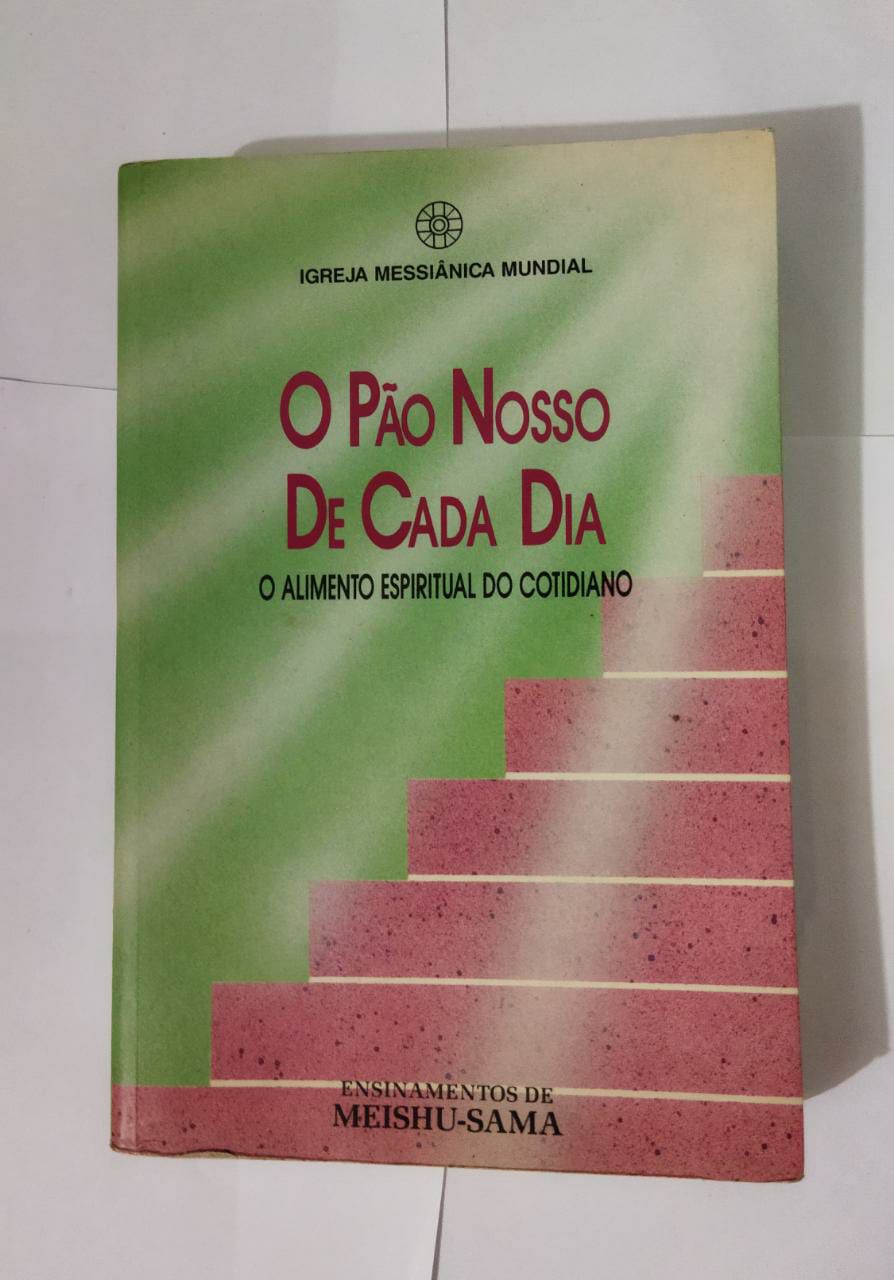 IGREJA MESSIÂNICA MUNDIAL
O PÃO NOSSO
DE CADA DIA
O ALIMENTO ESPIRITUAL DO COTIDIANO
ENSINAMENTOS DE
MEISHU-SAMA